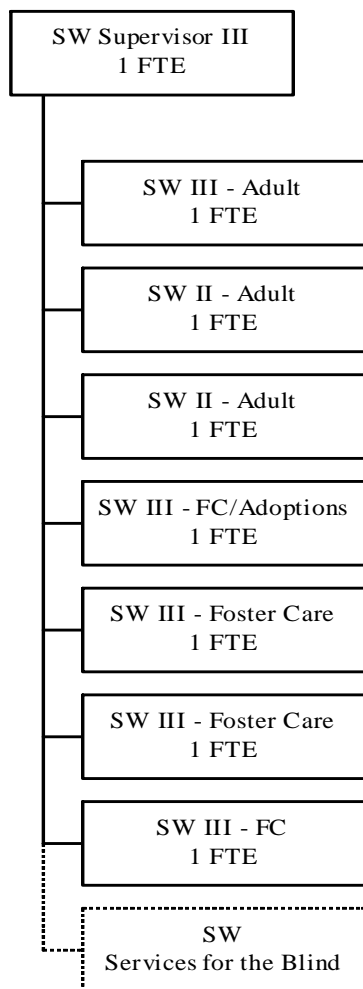 SW Supervisor III
1 FTE
SW III - Adult
1 FTE
SW II - Adult
1 FTE
SW II - Adult
1 FTE
SW III - FC/Adoptions
1 FTE
SW III - Foster Care
1 FTE
SW III - Foster Care
1 FTE
SW III - FC
1 FTE
SW
Services for the Blind